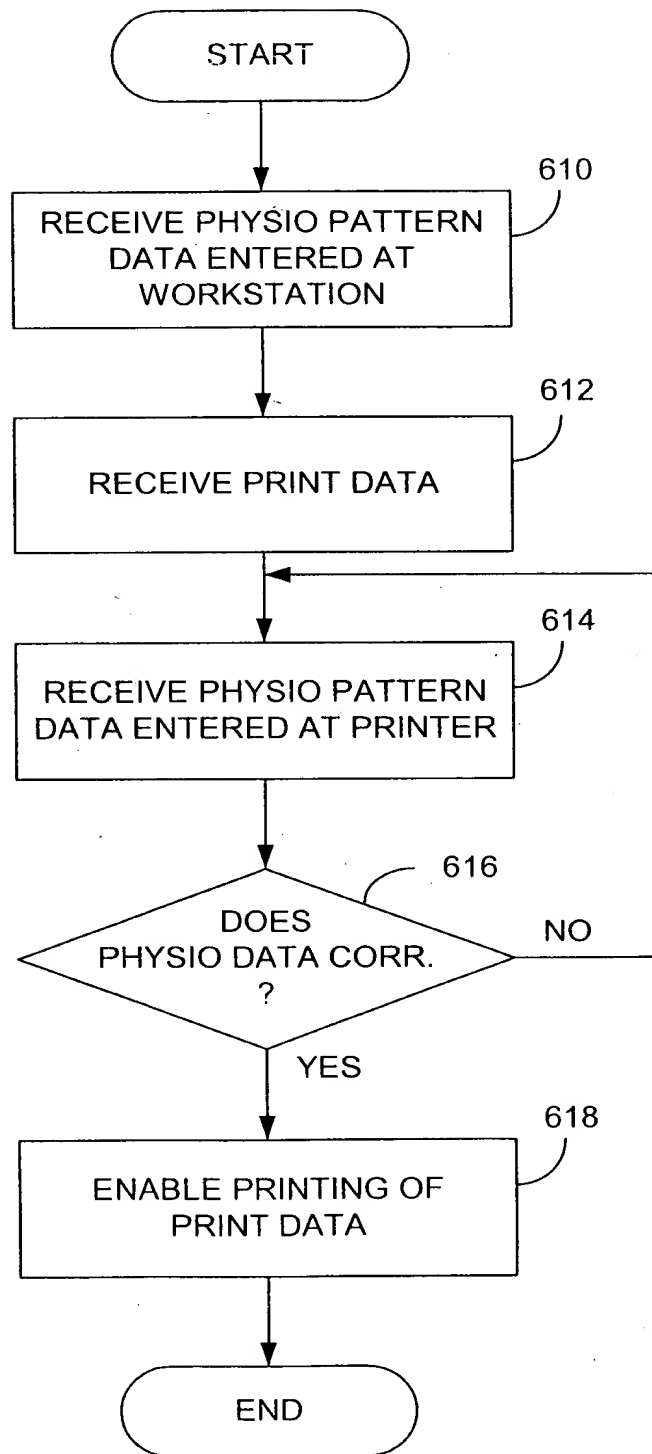 START
610
RECEIVE PHYSIO PATTERN
DATA ENTERED AT
WORKSTATION
612
RECEIVE PRINT DATA
614
RECEIVE PHYSIO PATTERN
DATA ENTERED AT PRINTER
616
DOES
PHYSIO DATA CORR.
?
NO
YES
618
ENABLE PRINTING OF
PRINT DATA
END